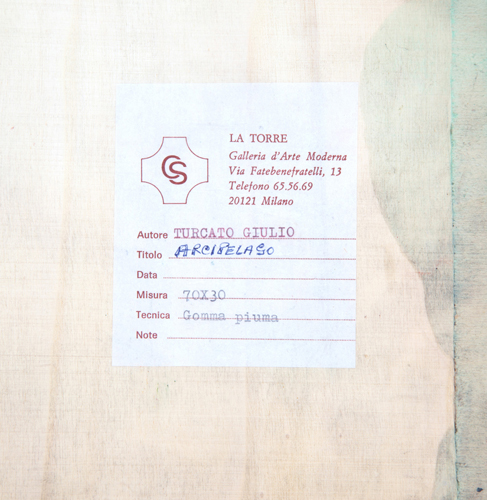 CS
LA TORRE
Galleria d'Arte Moderna
Via Fatebenefratelli, 13
Telefono 65.56.69
20121 Milano
Autore TURCATO GIULIO
Titolo ARCIPELAGO
Data
Misura 70X30
Tecnica Gomma piuma
Note